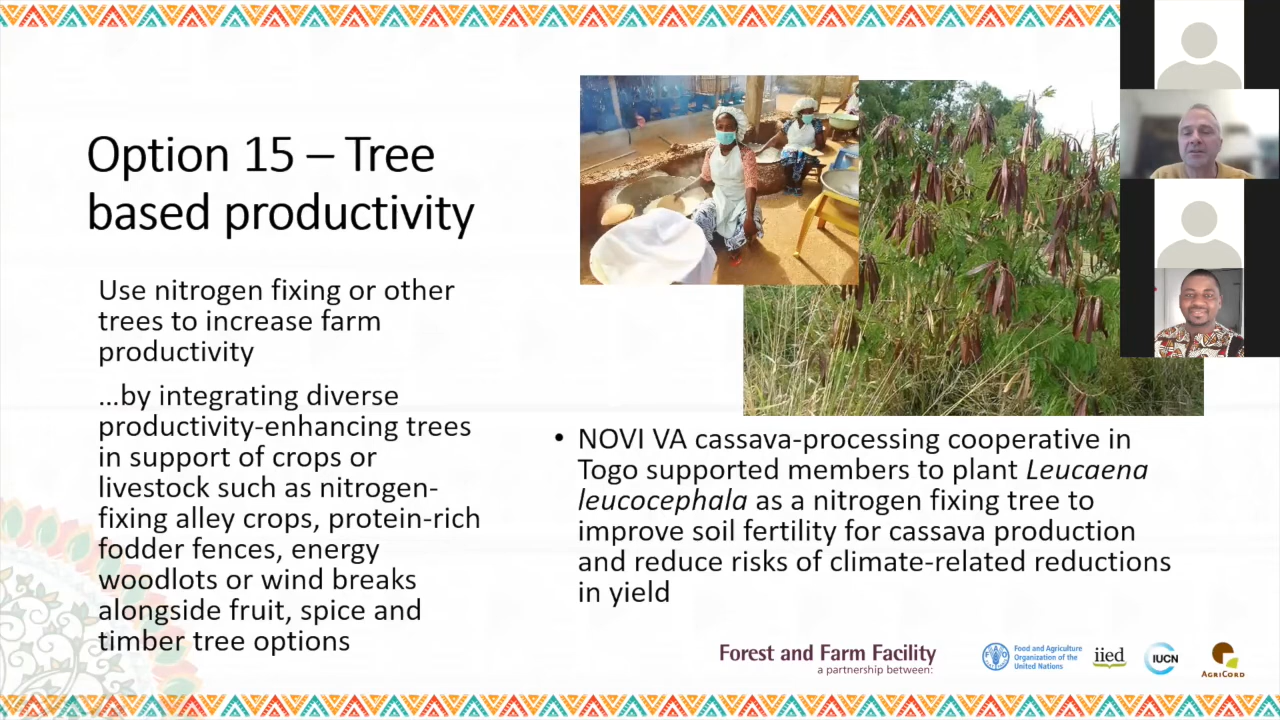 Option 15 – Tree
based productivity
Use nitrogen fixing or other
trees to increase farm
productivity
…by integrating diverse
productivity-enhancing trees
in support of crops or
livestock such as nitrogen-
fixing alley crops, protein-rich
fodder fences, energy
woodlots or wind breaks
alongside fruit, spice and
timber tree options
• NOVI VA cassava-processing cooperative in
Togo supported members to plant Leucaena
leucocephala as a nitrogen fixing tree to
improve soil fertility for cassava production
and reduce risks of climate-related reductions
in yield
Forest and Farm Facility
a partnership between:
Food and Agriculture
Organization of the
United Nations
iied
IUCN
AGRICORD